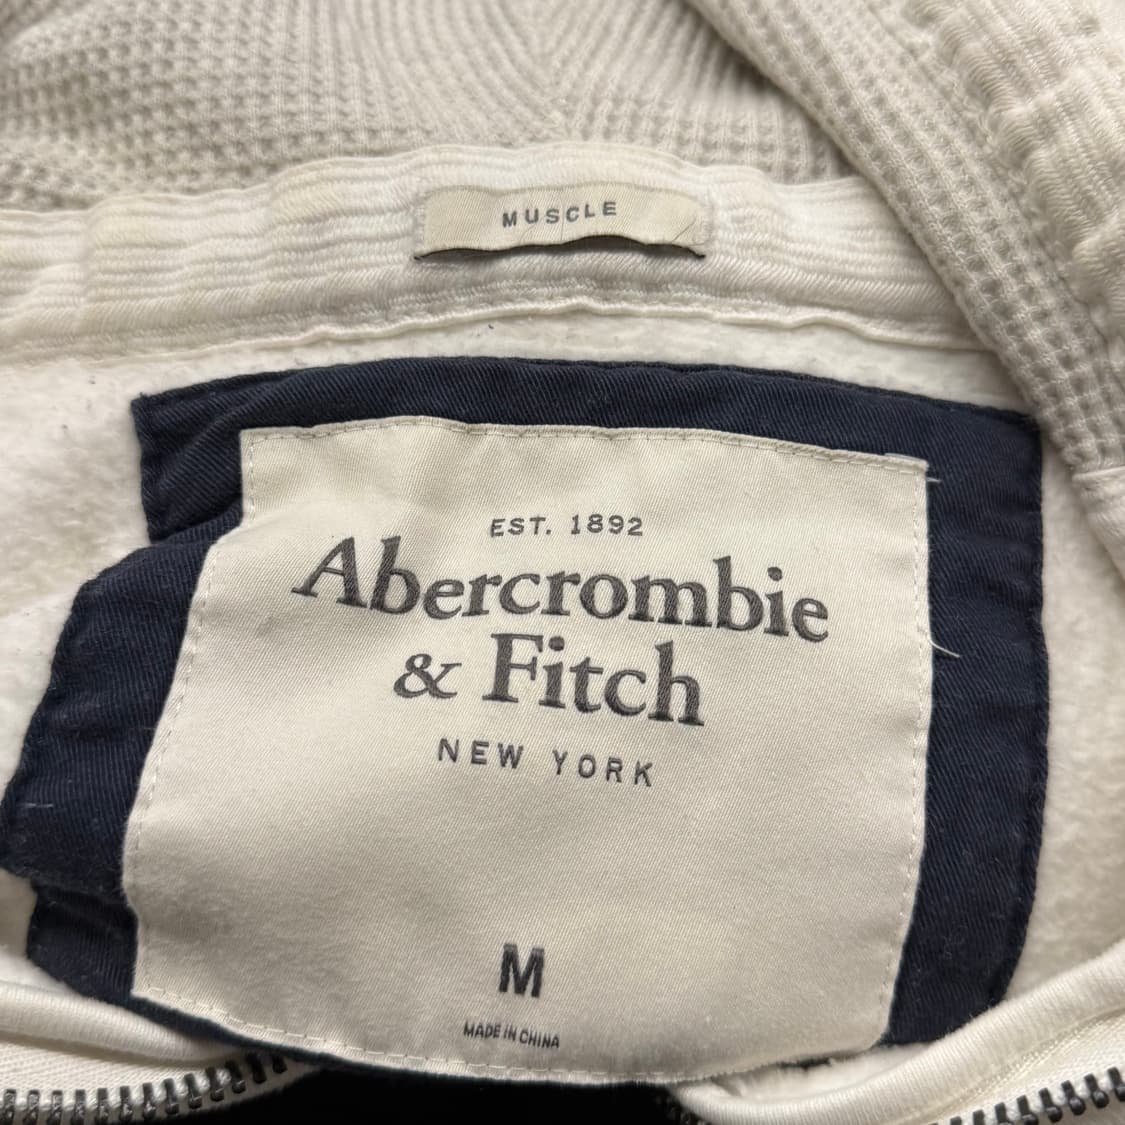 MUSCLE
EST. 1892
Abercrombie
& Fitch
NEW YORK
M
MADE IN CHINA